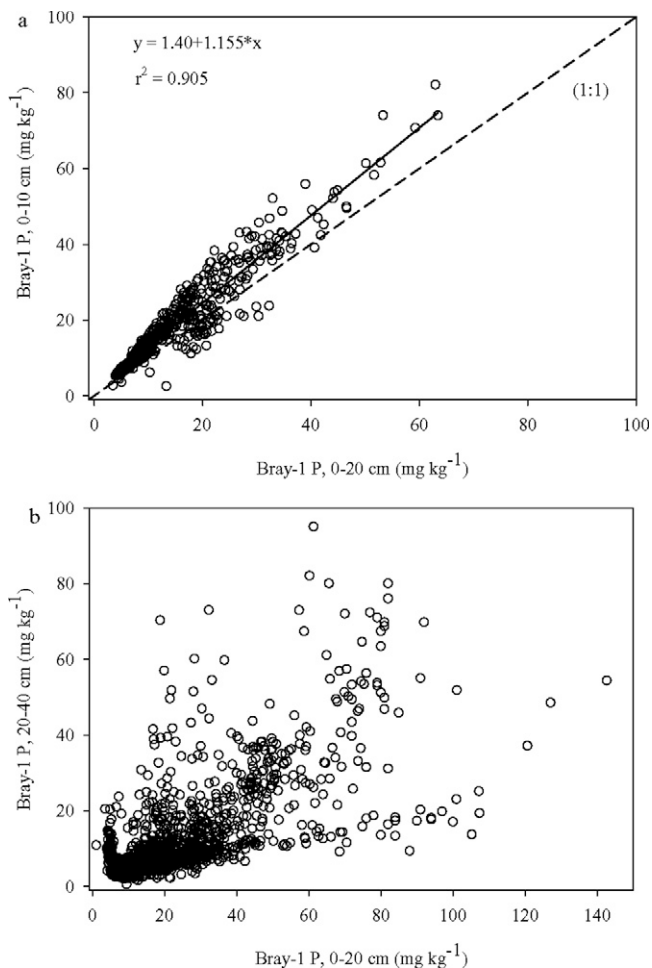 a
y = 1.40+1.155*x
r² = 0.905
(1:1)
100
80
60
40
20
0
Bray-1 P, 0-10 cm (mg kg⁻¹)
0 20 40 60 80 100
Bray-1 P, 0-20 cm (mg kg⁻¹)
b
100
80
60
40
20
0
Bray-1 P, 20-40 cm (mg kg⁻¹)
0 20 40 60 80 100 120 140
Bray-1 P, 0-20 cm (mg kg⁻¹)